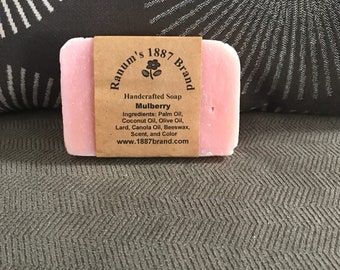 Ranum's 1887 Brand
Handcrafted Soap
Mulberry
Ingredients: Palm Oil,
Coconut Oil, Olive Oil,
Lard, Canola Oil, Beeswax,
Scent, and Color
www.1887brand.com